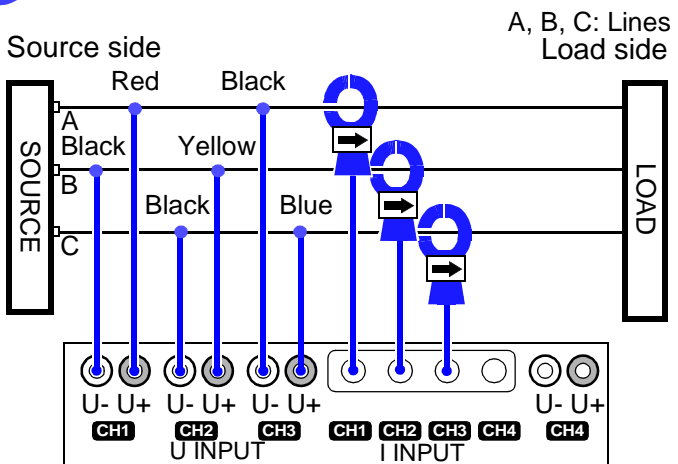 A, B, C: Lines
Source side
Load side
Red
Black
A
Black
Yellow
B
Black
Blue
C
SOURCE
LOAD
U- U+
U- U+
U- U+
U- U+
CH1
CH2
CH3
CH1
CH2
CH3
CH4
CH4
U INPUT
I INPUT